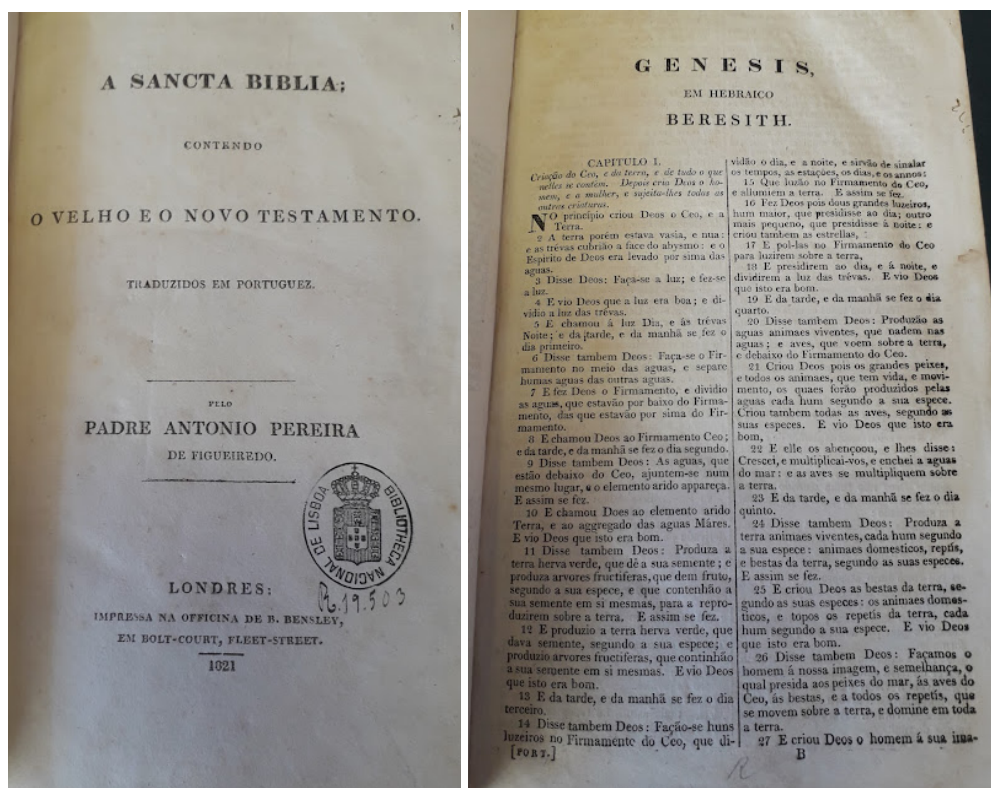 A SANCTA BIBLIA;
CONTENDO
O VELHO E O NOVO TESTAMENTO.
TRADUZIDOS EM PORTUGUEZ.
PELO
PADRE ANTONIO PEREIRA
DE FIGUEIREDO.
BIBLIOTHECA NACIONAL DE LISBOA
R.19.503
LONDRES:
IMPRESSA NA OFFICINA DE B. BENSLEY,
EM BOLT-COURT, FLEET-STREET.
1821
GENESIS,
EM HEBRAICO
BERESITH.
CAPITULO I.
Criação do Ceo, e da terra, e de tudo o que
nelles se contém. Depois cria Deos o ho-
mem, e a mulher, e sujeita-lhes todas as
outras criaturas.
NO principio criou Deos o Ceo, e a
Terra.
2 A terra porém estava vasia, e nua:
e as trévas cubrião a face do abysmo: e o
Espirito de Deos era levado por sima das
aguas.
3 Disse Deos: Faça-se a luz; e fez-se
a luz.
4 E vio Deos que a luz era boa; e di-
vidio a luz das trévas.
5 E chamou á luz Dia, e ás trévas
Noite; e da tarde, e da manhã se fez o
dia primeiro.
6 Disse tambem Deos: Faça-se o Fir-
mamento no meio das aguas, e separe
humas aguas das outras aguas.
7 E fez Deos o Firmamento, e dividio
as aguas, que estavão por baixo do Firma-
mento, das que estavão por sima do Fir-
mamento.
8 E chamou Deos ao Firmamento Ceo;
e da tarde, e da manhã se fez o dia segundo.
9 Disse tambem Deos: As aguas, que
estão debaixo do Ceo, ajuntem-se num
mesmo lugar, e o elemento arido appareça.
E assim se fez.
10 E chamou Deos ao elemento arido
Terra, e ao aggregado das aguas Máres.
E vio Deos que isto era bom.
11 Disse tambem Deos: Produza a
terra herva verde, que dê a sua semente; e
produza arvores fructiferas, que dem fruto,
segundo a sua especie, e que contenhão a
sua semente em si mesmas, para a repro-
duzirem sobre a terra. E assim se fez.
12 E produzio a terra herva verde, que
dava semente, segundo a sua especie; e
produzio arvores fructiferas, que continhão
a sua semente em si mesmas. E vio Deos
que isto era bom.
13 E da tarde, e da manhã se fez o dia
terceiro.
14 Disse tambem Deos: Fação-se huns
luzeiros no Firmamento do Ceo, que di-
[PORT.]
vidão o dia, e a noite, e sirvão de sinalar
os tempos, as estações, os dias, e os annos:
15 Que luzão no Firmamento do Ceo,
e allumiem a terra. E assim se fez.
16 Fez Deos pois dous grandes luzeiros,
hum maior, que presidisse ao dia; outro
mais pequeno, que presidisse á noite: e
criou tambem as estrellas,
17 E pol-las no Firmamento do Ceo
para luzirem sobre a terra,
18 E presidirem ao dia, e á noite, e
dividirem a luz das trévas. E vio Deos
que isto era bom.
19 E da tarde, e da manhã se fez o dia
quarto.
20 Disse tambem Deos: Produzão as
aguas animaes viventes, que nadem nas
aguas; e aves, que voem sobre a terra,
e debaixo do Firmamento do Ceo.
21 Criou Deos pois os grandes peixes,
e todos os animaes, que tem vida, e movi-
mento, os quaes forão produzidos pelas
aguas cada hum segundo a sua espece.
Criou tambem todas as aves, segundo as
suas especes. E vio Deos que isto era
bom,
22 E elle os abençoou, e lhes disse:
Crescei, e multiplicai-vos, e enchei a aguas
do mar: e as aves se multipliquem sobre
a terra.
23 E da tarde, e da manhã se fez o dia
quinto.
24 Disse tambem Deos: Produza a
terra animaes viventes, cada hum segundo
a sua espece: animaes domesticos, reptís,
e bestas da terra, segundo as suas especes.
E assim se fez.
25 E criou Deos as bestas da terra, se-
gundo as suas especes: os animaes domes-
ticos, e topos os repetís da terra, cada
hum segundo a sua espece. E vio Deos
que isto era bom.
26 Disse tambem Deos: Façamos o
homem á nossa imagem, e semelhança, o
qual presida aos peixes do mar, ás aves do
Ceo, ás bestas, e a todos os repetís, que
se movem sobre a terra, e domine em toda
a terra.
27 E criou Deos o homem á sua ima-
B